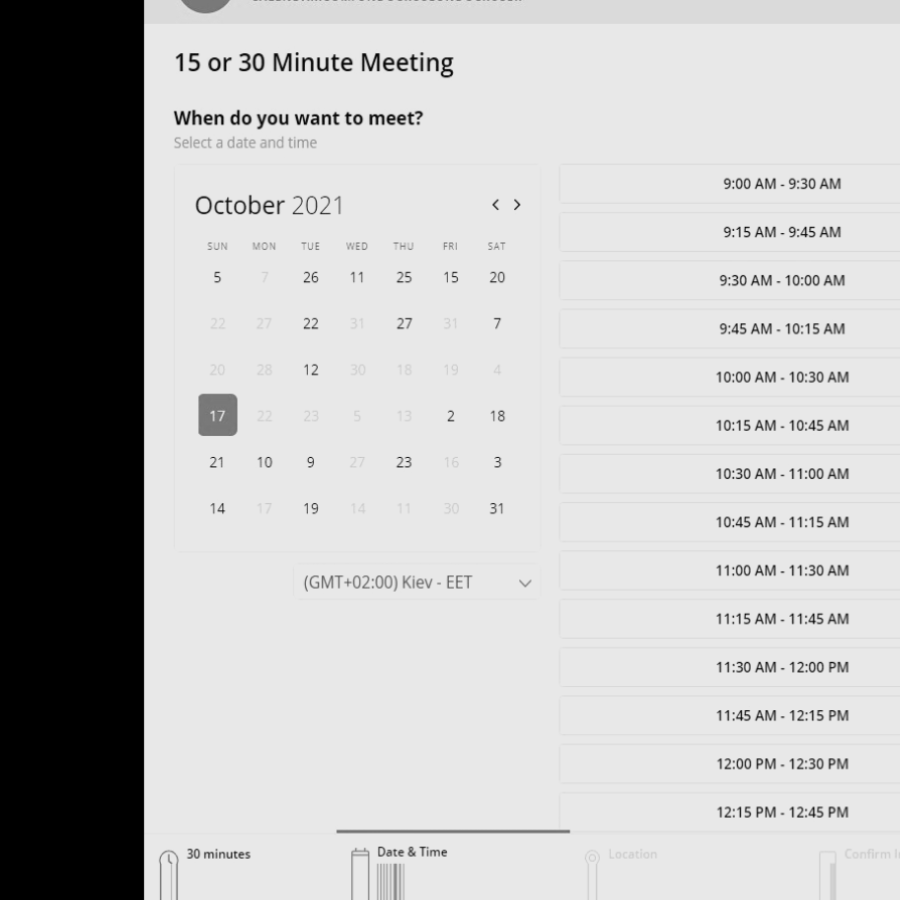 15 or 30 Minute Meeting
When do you want to meet?
Select a date and time
October 2021
SUN MON TUE WED THU FRI SAT
5 7 26 11 25 15 20
22 27 22 31 27 31 7
20 28 12 30 18 19 4
17 22 23 5 13 2 18
21 10 9 27 23 16 3
14 17 19 14 11 30 31
(GMT+02:00) Kiev - EET
9:00 AM - 9:30 AM
9:15 AM - 9:45 AM
9:30 AM - 10:00 AM
9:45 AM - 10:15 AM
10:00 AM - 10:30 AM
10:15 AM - 10:45 AM
10:30 AM - 11:00 AM
10:45 AM - 11:15 AM
11:00 AM - 11:30 AM
11:15 AM - 11:45 AM
11:30 AM - 12:00 PM
11:45 AM - 12:15 PM
12:00 PM - 12:30 PM
12:15 PM - 12:45 PM
30 minutes
Date & Time
Location
Confirm